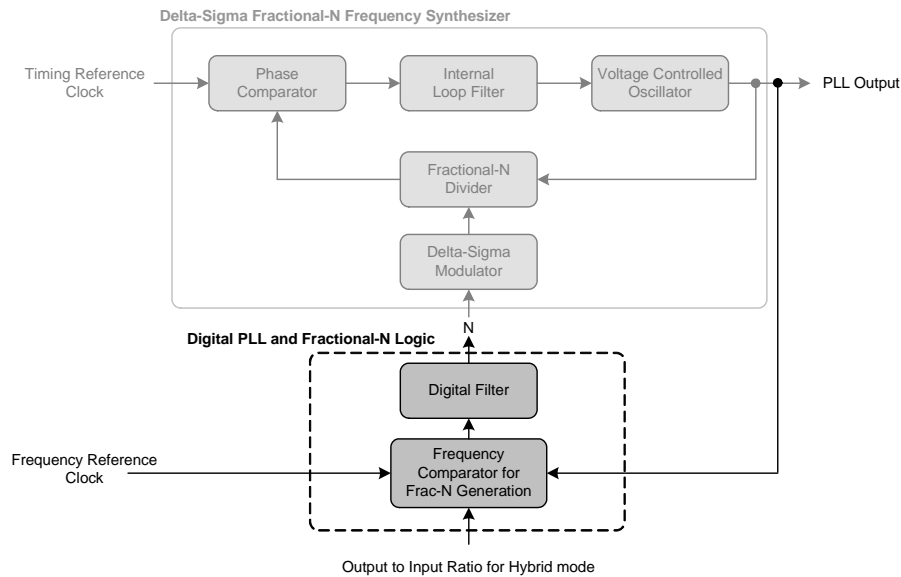 Delta-Sigma Fractional-N Frequency Synthesizer
Timing Reference
Clock
Phase
Comparator
Internal
Loop Filter
Voltage Controlled
Oscillator
PLL Output
Fractional-N
Divider
Delta-Sigma
Modulator
N
Digital PLL and Fractional-N Logic
Digital Filter
Frequency Reference
Clock
Frequency
Comparator for
Frac-N Generation
Output to Input Ratio for Hybrid mode